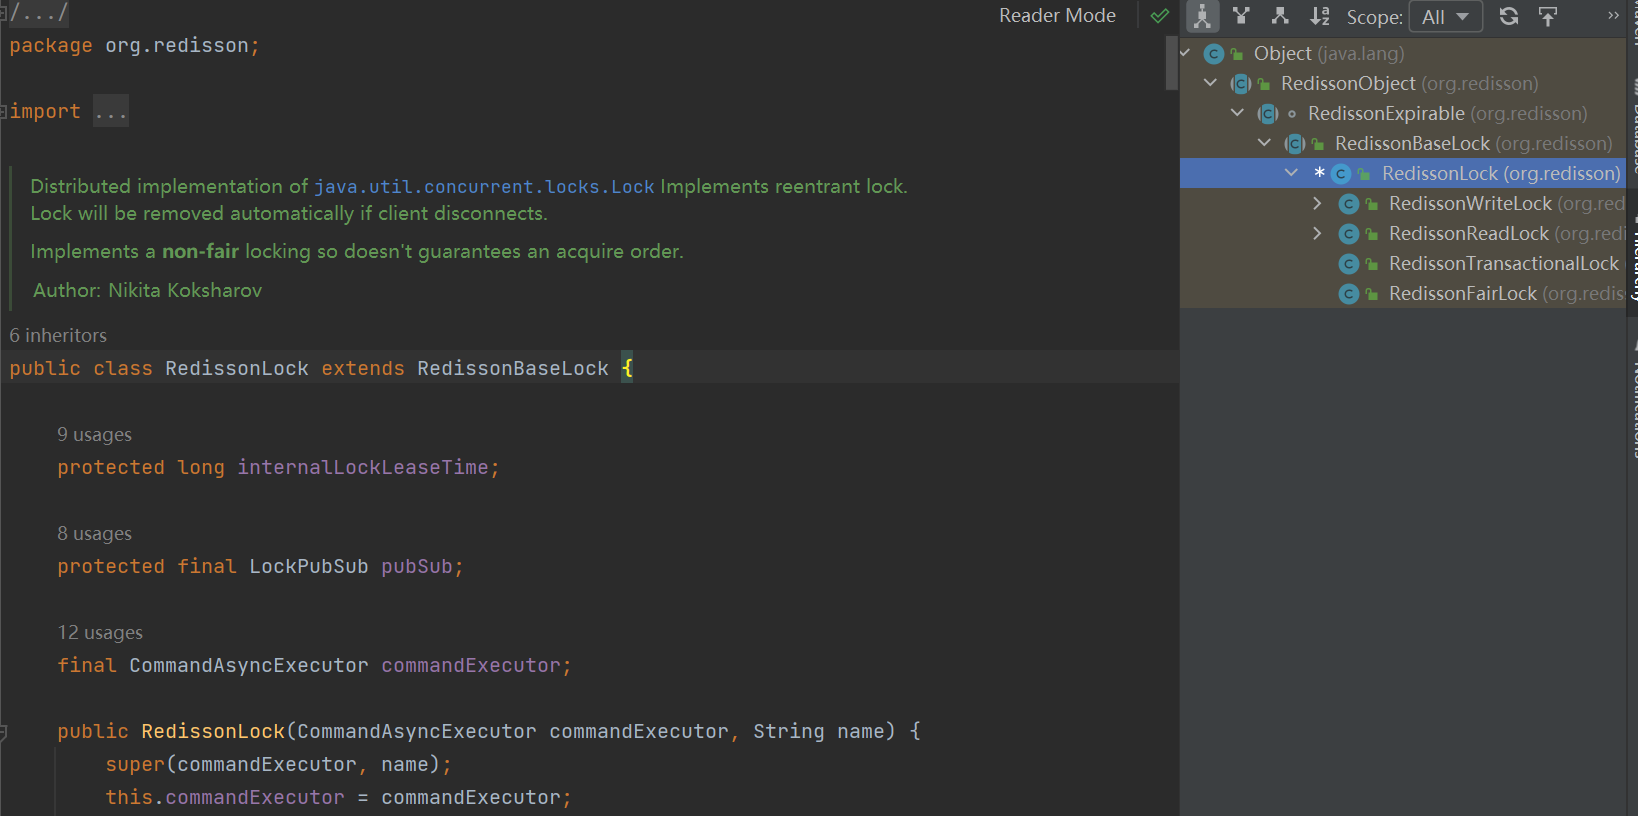 /.../
Reader Mode
package org.redisson;
import ...
Distributed implementation of java.util.concurrent.locks.Lock Implements reentrant lock.
Lock will be removed automatically if client disconnects.
Implements a non-fair locking so doesn't guarantees an acquire order.
Author: Nikita Koksharov
6 inheritors
public class RedissonLock extends RedissonBaseLock {
9 usages
protected long internalLockLeaseTime;
8 usages
protected final LockPubSub pubSub;
12 usages
final CommandAsyncExecutor commandExecutor;
public RedissonLock(CommandAsyncExecutor commandExecutor, String name) {
super(commandExecutor, name);
this.commandExecutor = commandExecutor;
Scope: All
Object (java.lang)
RedissonObject (org.redisson)
RedissonExpirable (org.redisson)
RedissonBaseLock (org.redisson)
* RedissonLock (org.redisson)
RedissonWriteLock (org.red
RedissonReadLock (org.redi
RedissonTransactionalLock
RedissonFairLock (org.redis